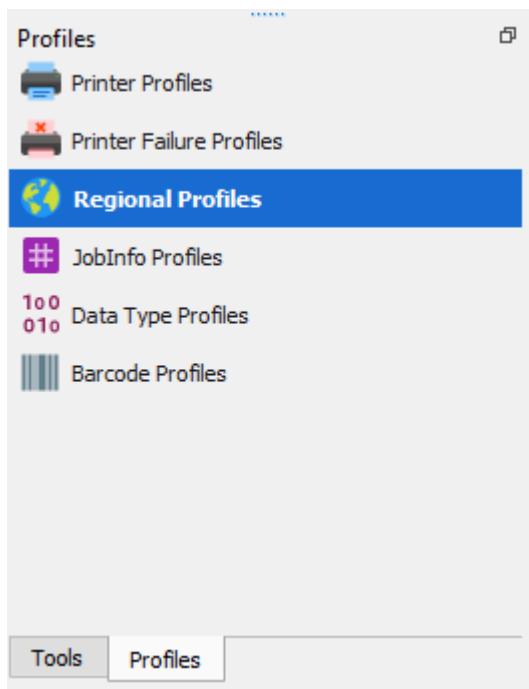 Profiles
Printer Profiles
Printer Failure Profiles
Regional Profiles
JobInfo Profiles
100
010
Data Type Profiles
Barcode Profiles
Tools
Profiles